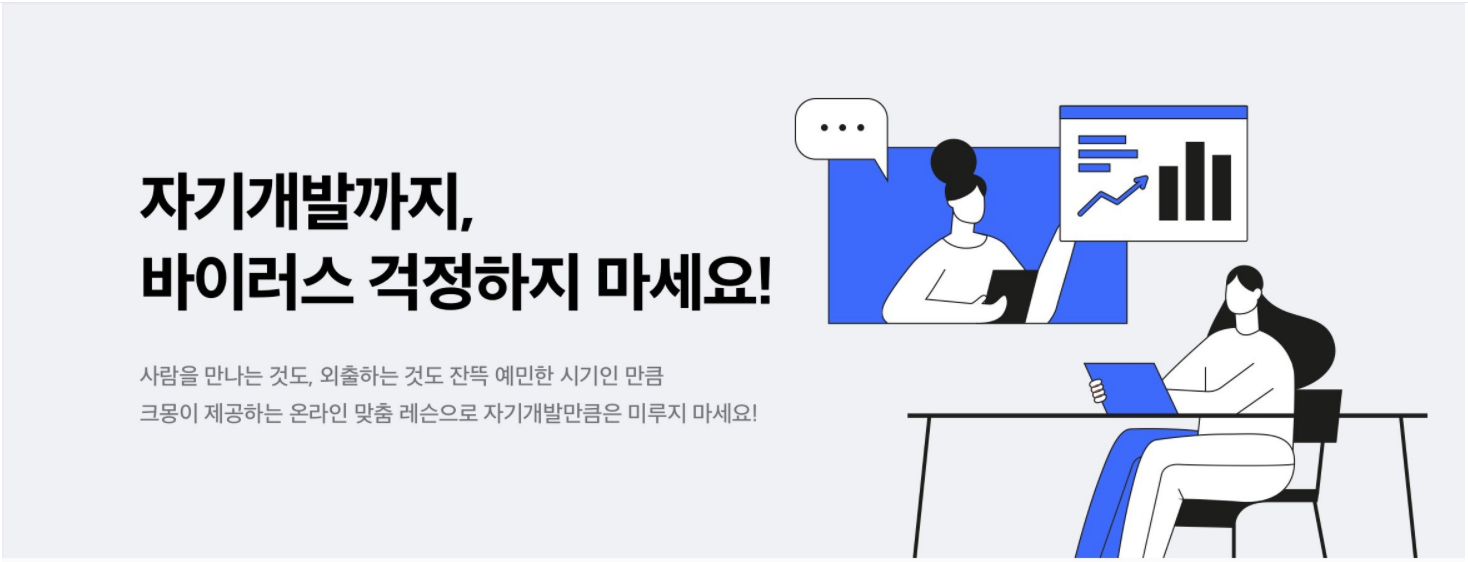 자기개발까지,
바이러스 걱정하지 마세요!
사람을 만나는 것도, 외출하는 것도 잔뜩 예민한 시기인 만큼
크몽이 제공하는 온라인 맞춤 레슨으로 자기개발만큼은 미루지 마세요!